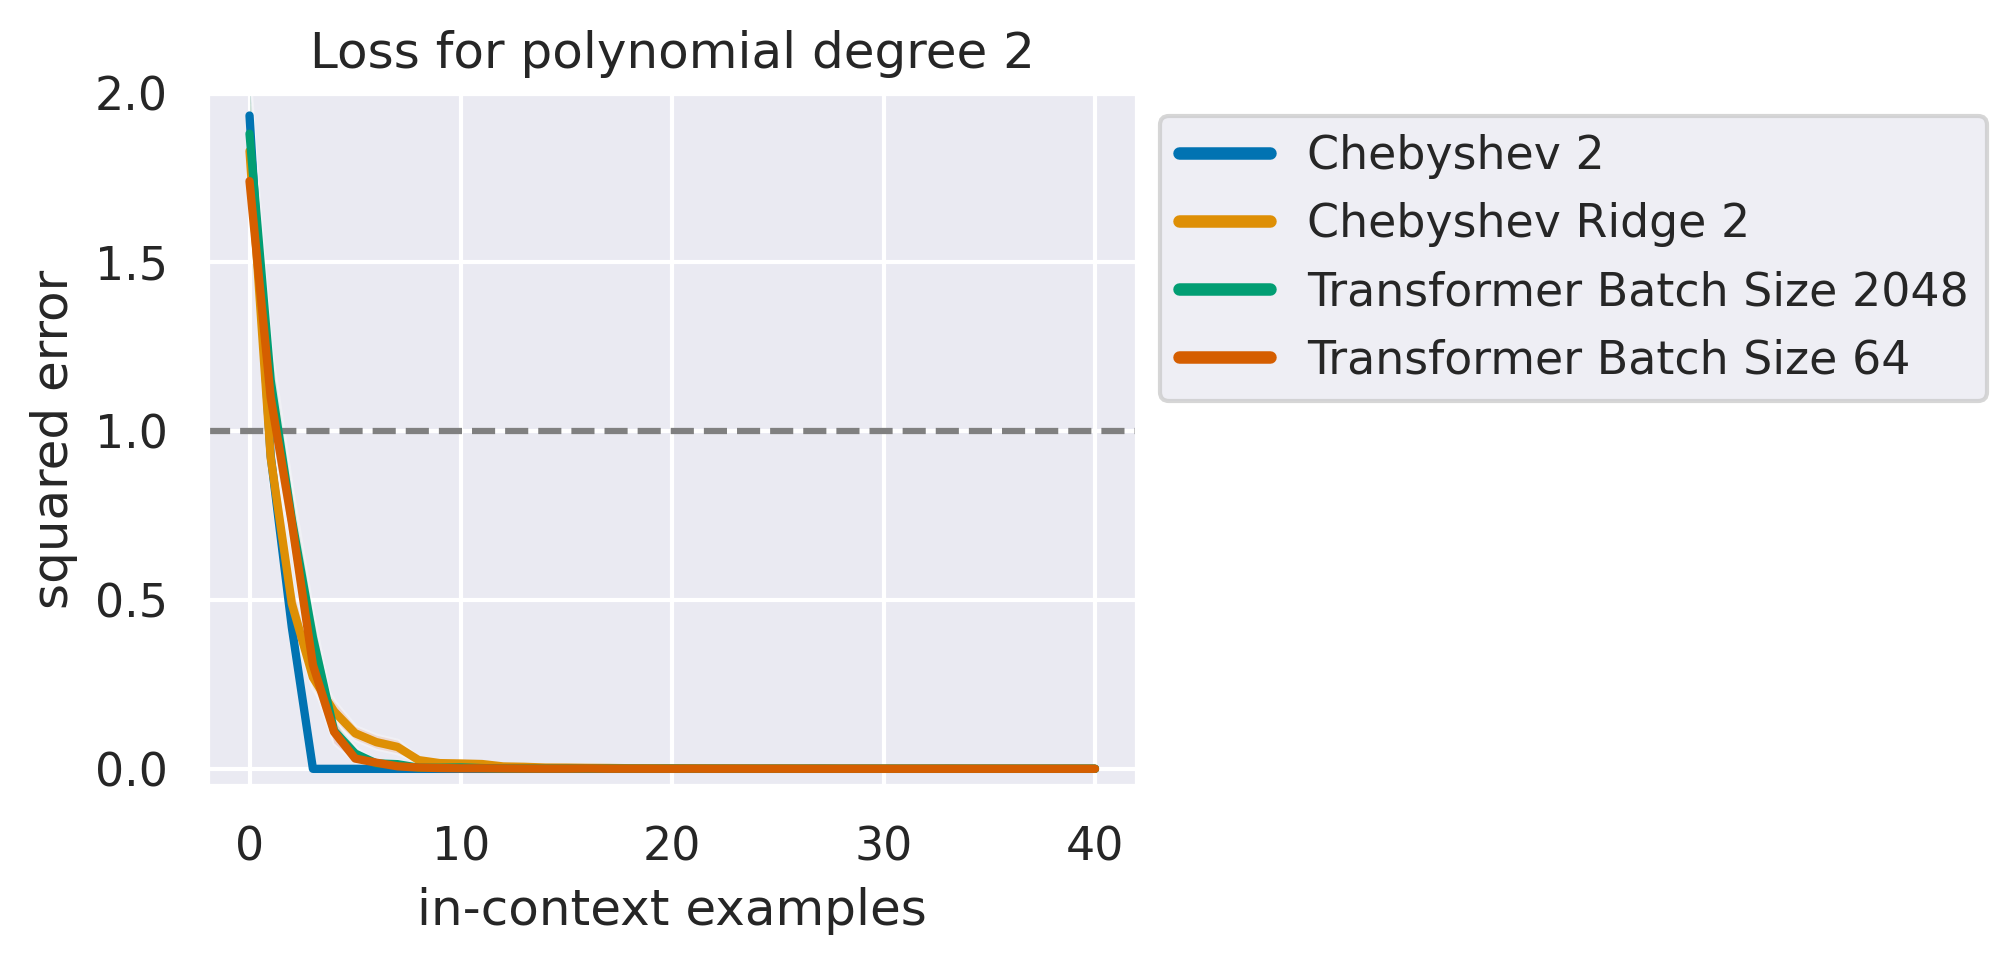 Loss for polynomial degree 2
2.0
1.5
1.0
0.5
0.0
squared error
0 10 20 30 40
in-context examples
Chebyshev 2
Chebyshev Ridge 2
Transformer Batch Size 2048
Transformer Batch Size 64